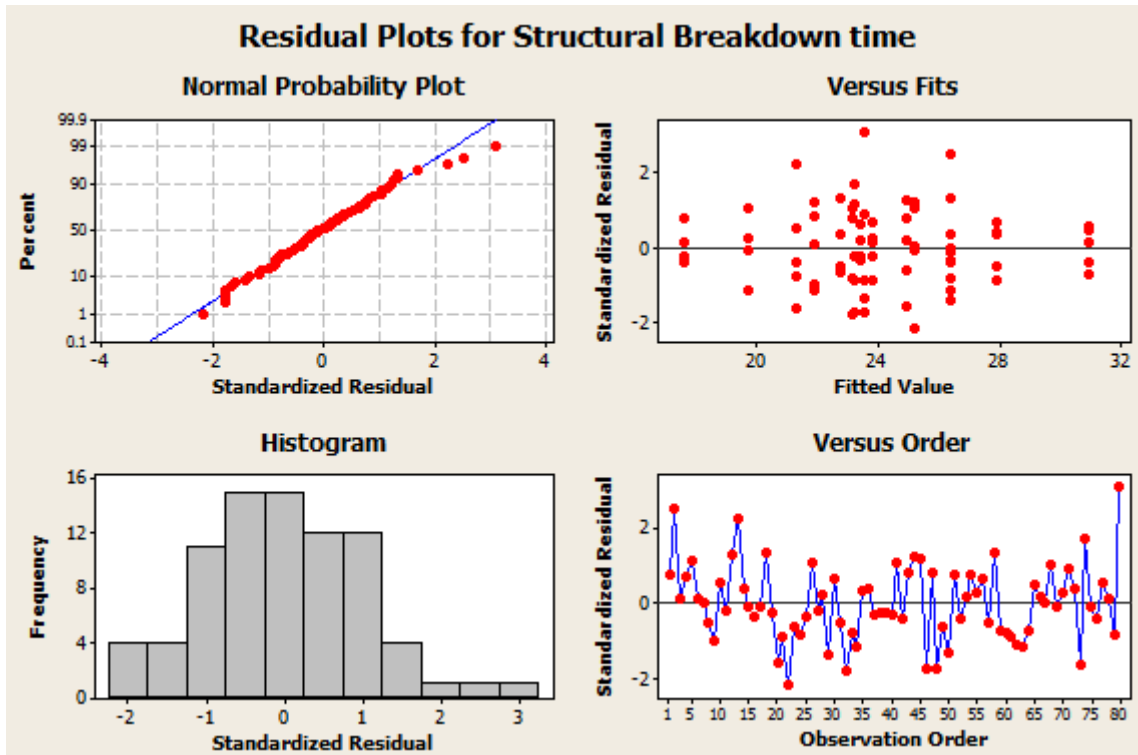 Residual Plots for Structural Breakdown time
Normal Probability Plot
99.9
99
90
50
10
1
0.1
Percent
-4 -2 0 2 4
Standardized Residual
Versus Fits
2
0
-2
Standardized Residual
20 24 28 32
Fitted Value
Histogram
16
12
8
4
0
Frequency
-2 -1 0 1 2 3
Standardized Residual
Versus Order
2
0
-2
Standardized Residual
1 5 10 15 20 25 30 35 40 45 50 55 60 65 70 75 80
Observation Order